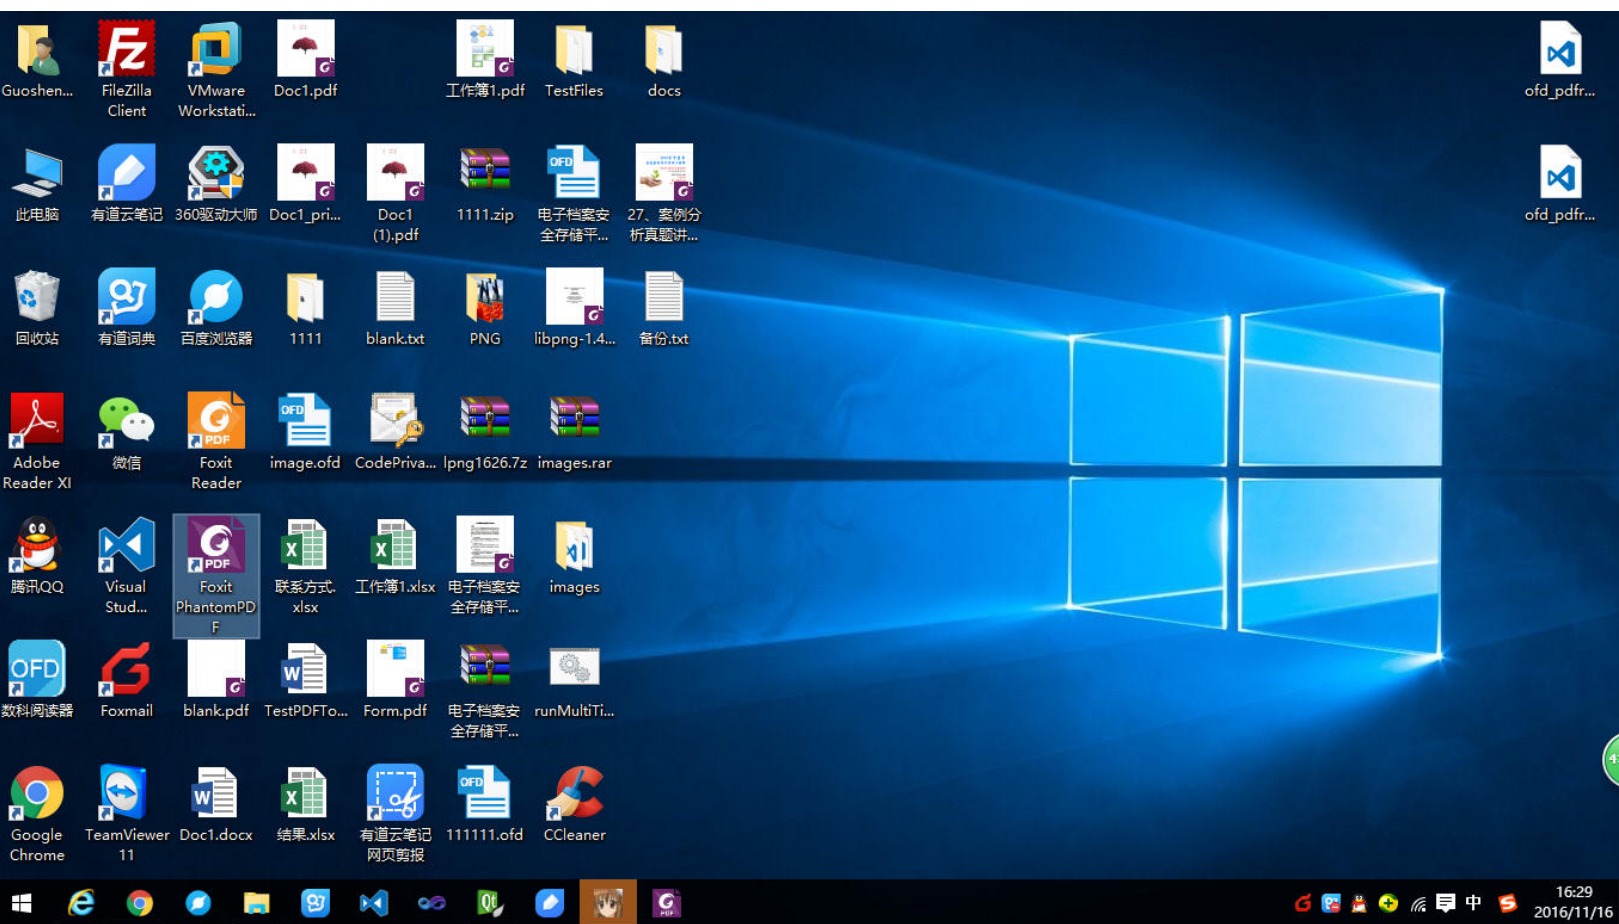 Guoshen...
FileZilla
Client
VMware
Workstati...
Doc1.pdf
工作簿1.pdf
TestFiles
docs
ofd_pdfr...
此电脑
有道云笔记
360驱动大师
Doc1_pri...
Doc1
(1).pdf
1111.zip
OFD
电子档案安
全存储平...
27、案例分
析真题讲...
ofd_pdfr...
回收站
有道词典
百度浏览器
1111
blank.txt
PNG
libpng-1.4...
备份.txt
Adobe
Reader XI
微信
PDF
Foxit
Reader
OFD
image.ofd
CodePriva...
lpng1626.7z
images.rar
腾讯QQ
Visual
Stud...
PDF
Foxit
PhantomPD
F
联系方式.
xlsx
工作簿1.xlsx
电子档案安
全存储平...
images
OFD
数科阅读器
Foxmail
blank.pdf
TestPDFTo...
Form.pdf
电子档案安
全存储平...
runMultiTi...
Google
Chrome
TeamViewer
11
Doc1.docx
结果.xlsx
有道云笔记
网页剪报
OFD
111111.ofd
CCleaner
中
16:29
2016/11/16